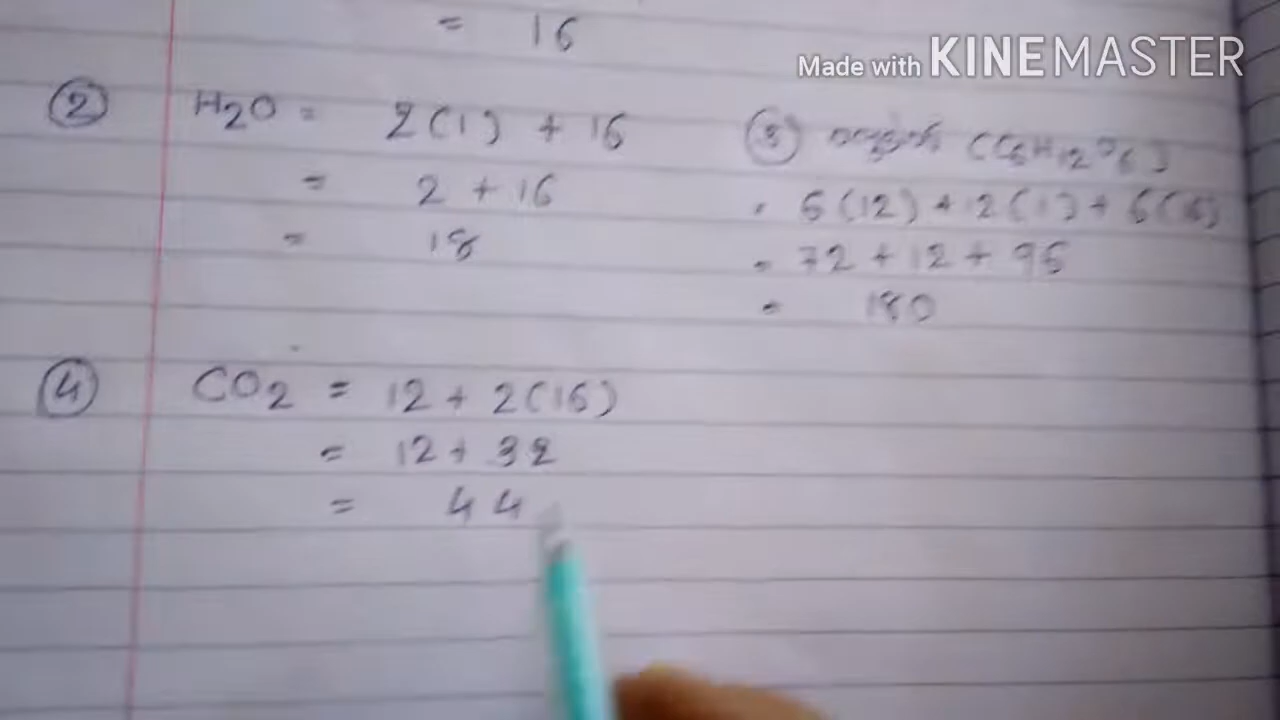 = 16
Made with KINEMASTER
② H2O = 2(1) + 16
= 2 + 16
= 18
③ (C6H12O6)
= 6(12) + 12(1) + 6(16)
= 72 + 12 + 96
= 180
④ CO2 = 12 + 2(16)
= 12 + 32
= 44